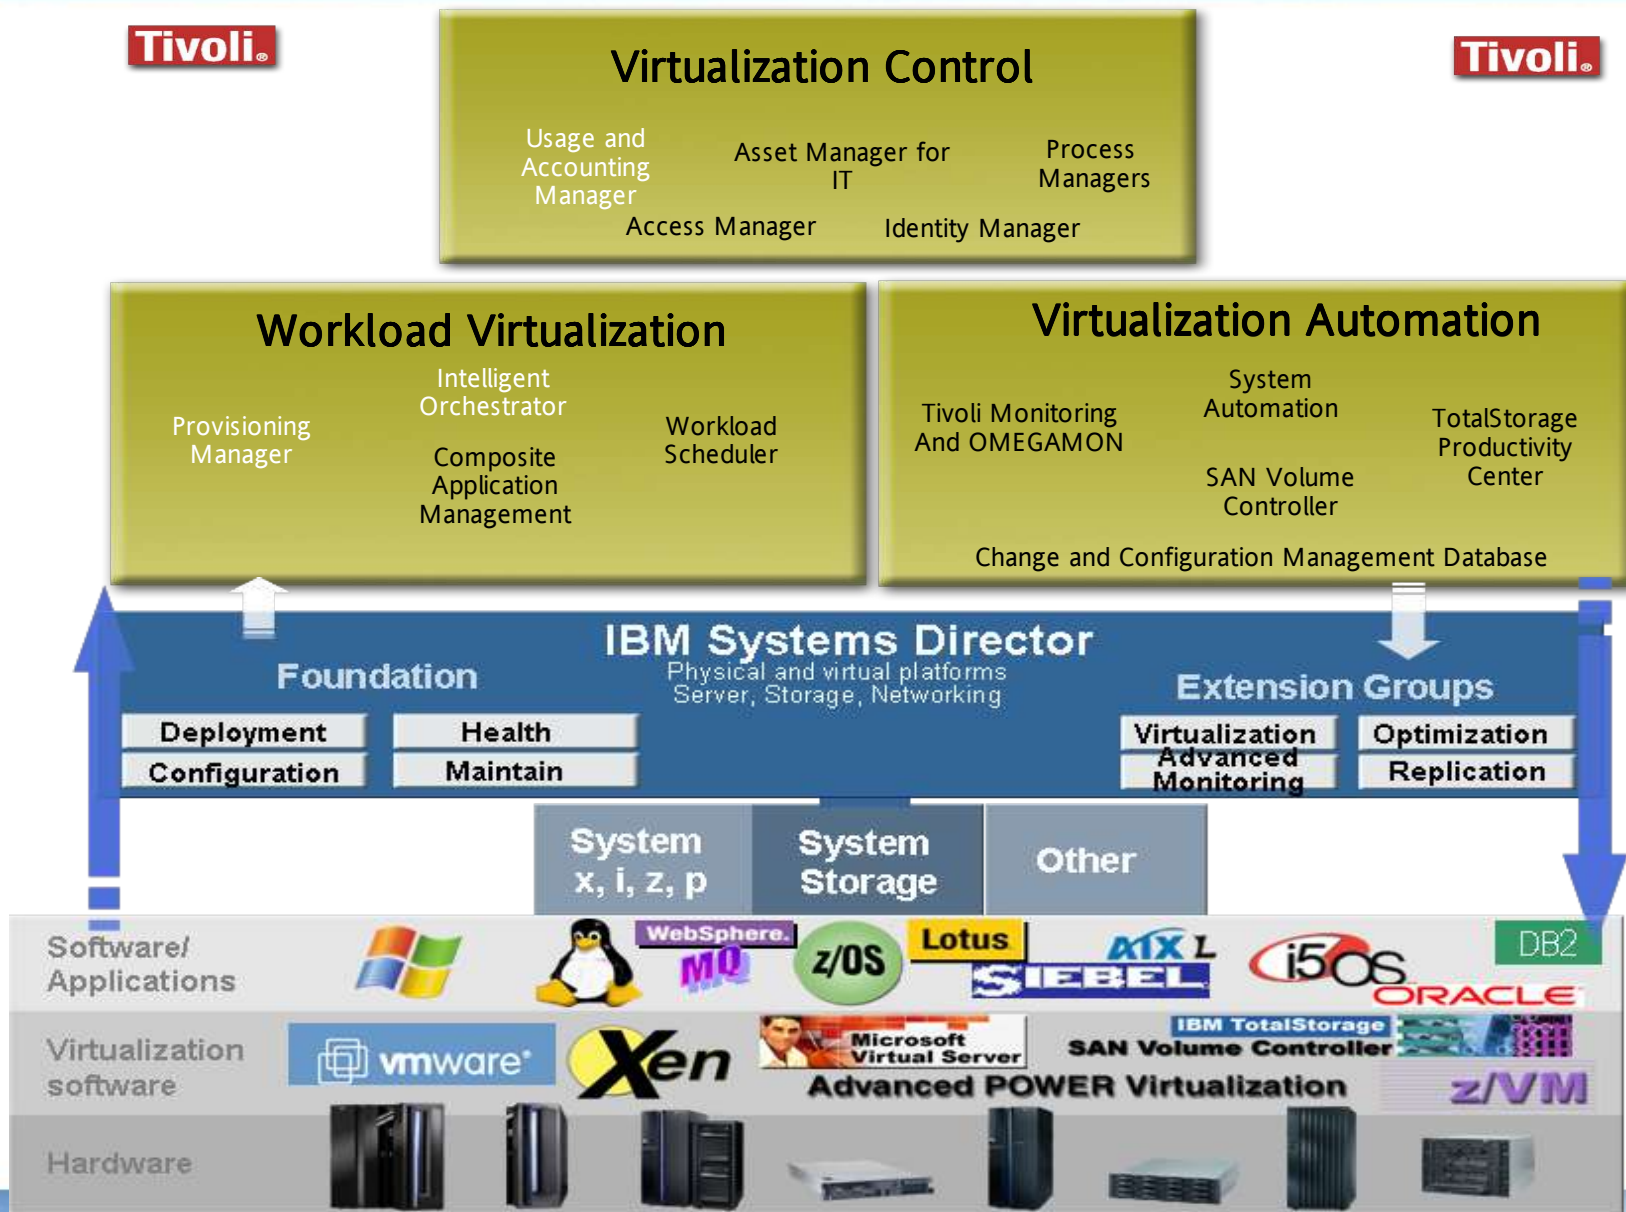 Tivoli®
Tivoli®
Virtualization Control
Usage and
Accounting
Manager
Asset Manager for
IT
Process
Managers
Access Manager
Identity Manager
Workload Virtualization
Provisioning
Manager
Intelligent
Orchestrator
Composite
Application
Management
Workload
Scheduler
Virtualization Automation
Tivoli Monitoring
And OMEGAMON
System
Automation
SAN Volume
Controller
TotalStorage
Productivity
Center
Change and Configuration Management Database
IBM Systems Director
Physical and virtual platforms
Server, Storage, Networking
Foundation
Deployment
Health
Configuration
Maintain
Extension Groups
Virtualization
Optimization
Advanced
Monitoring
Replication
System
x, i, z, p
System
Storage
Other
Software/
Applications
WebSphere.
MQ
z/OS
Lotus
SIEBEL
AIX L
i5OS
DB2
ORACLE
Virtualization
software
vmware
Xen
Microsoft
Virtual Server
IBM TotalStorage
SAN Volume Controller
Advanced POWER Virtualization
z/VM
Hardware